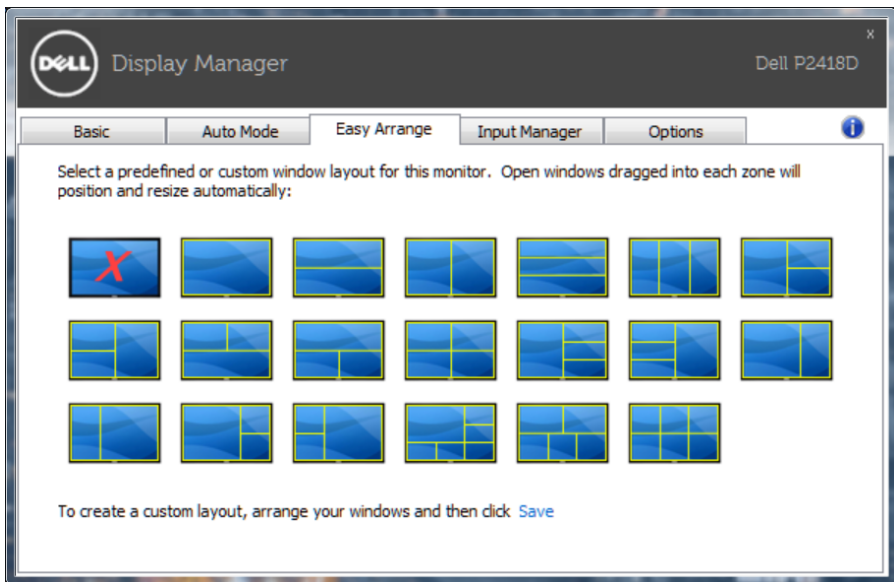 DELL
Display Manager
x
Dell P2418D
Basic
Auto Mode
Easy Arrange
Input Manager
Options
i
Select a predefined or custom window layout for this monitor. Open windows dragged into each zone will
position and resize automatically:
X
To create a custom layout, arrange your windows and then click Save